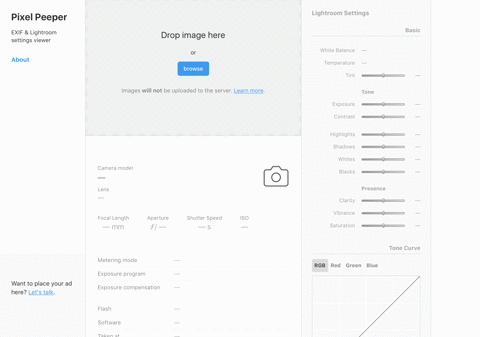 Pixel Peeper
EXIF & Lightroom
settings viewer
About
Want to place your ad
here? Let's talk.
Drop image here
or
browse
Images will not be uploaded to the server. Learn more.
Camera model
—
Lens
—
Focal Length Aperture Shutter Speed ISO
— mm ƒ/ — — s —
Metering mode —
Exposure program —
Exposure compensation —
Flash —
Software —
Taken at —
Lightroom Settings
Basic
White Balance —
Temperature —
Tint —
Tone
Exposure —
Contrast —
Highlights —
Shadows —
Whites —
Blacks —
Presence
Clarity —
Vibrance —
Saturation —
Tone Curve
RGB Red Green Blue